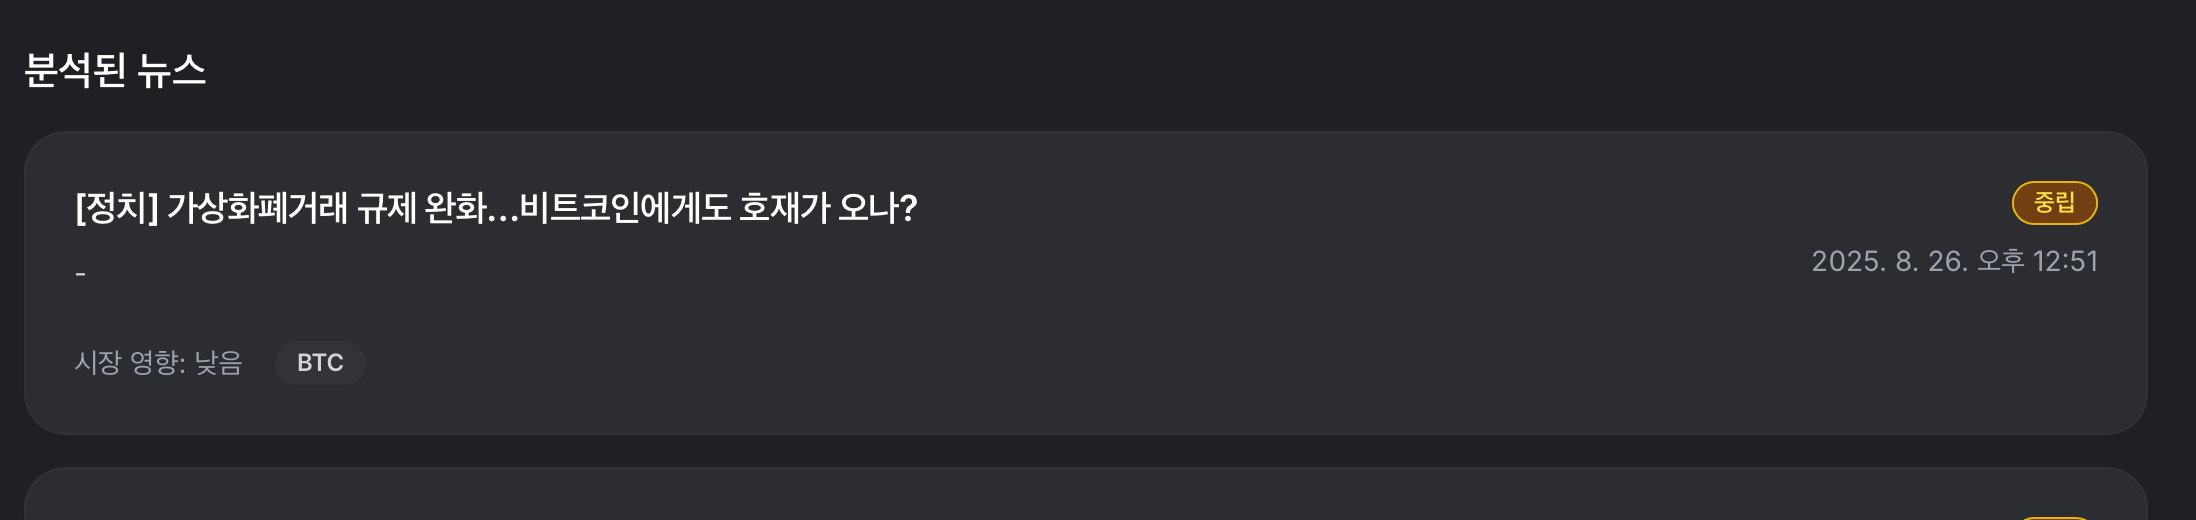 분석된 뉴스
[정치] 가상화폐거래 규제 완화...비트코인에게도 호재가 오나?
중립
-
2025. 8. 26. 오후 12:51
시장 영향: 낮음
BTC